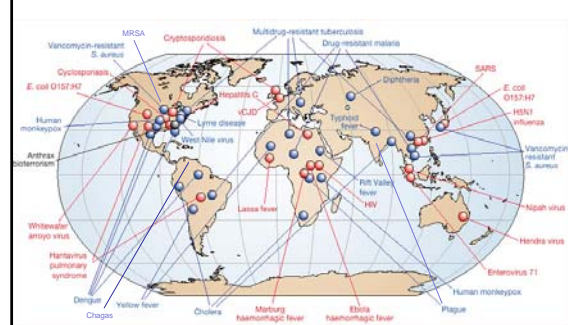 MRSA
Multidrug-resistant tuberculosis
Vancomycin-resistant
S. aureus
Cryptosporidiosis
Drug-resistant malaria
Cyclosporiasis
SARS
E. coli O157:H7
Hepatitis C
Diphtheria
E. coli
O157:H7
vCJD
Human
monkeypox
Lyme disease
Typhoid
fever
H5N1
influenza
West Nile virus
Vancomycin
resistant
S. aureus
Anthrax
bioterrorism
Rift Valley
fever
Lassa fever
HIV
Nipah virus
Whitewater
arroyo virus
Hendra virus
Hantavirus
pulmonary
syndrome
Enterovirus 71
Human monkeypox
Dengue
Yellow fever
Cholera
Marburg
haemorrhagic fever
Ebola
haemorrhagic fever
Plague
Chagas